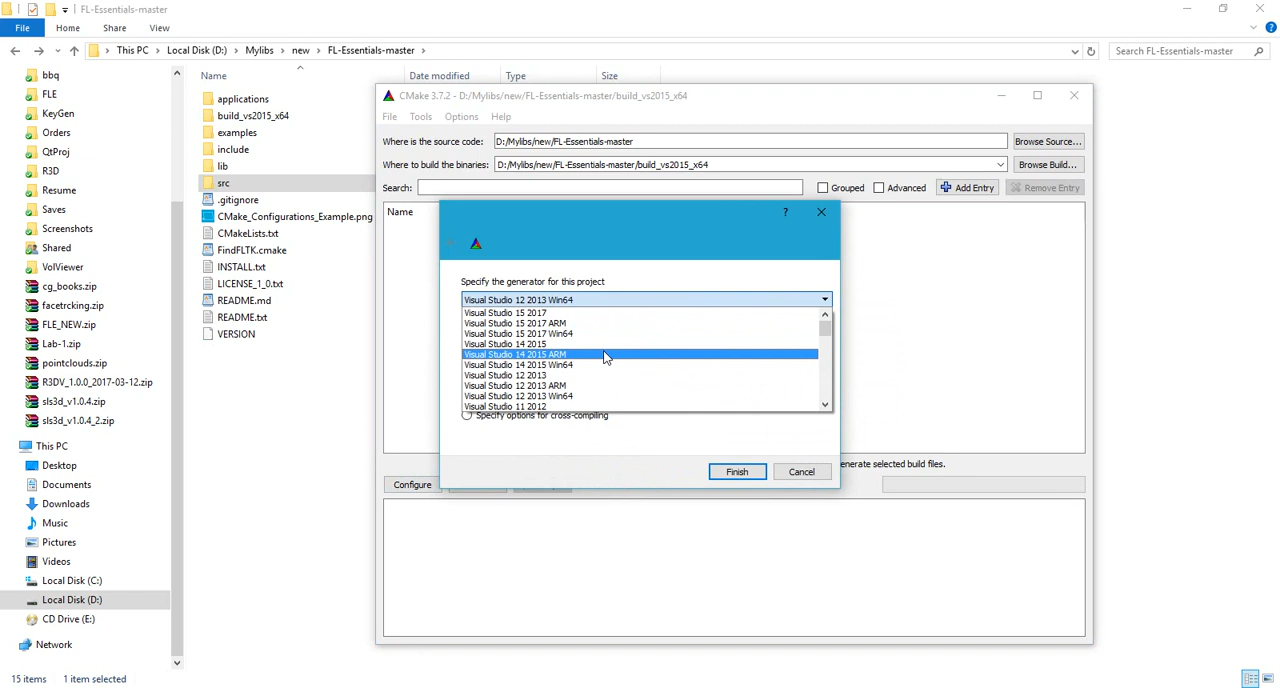 FL-Essentials-master
File Home Share View
This PC Local Disk (D:) Mylibs new FL-Essentials-master
Search FL-Essentials-master
bbq
FLE
KeyGen
Orders
QtProj
R3D
Resume
Saves
Screenshots
Shared
VolViewer
cg_books.zip
facetrcking.zip
FLE_NEW.zip
Lab-1.zip
pointclouds.zip
R3DV_1.0.0_2017-03-12.zip
sls3d_v1.0.4.zip
sls3d_v1.0.4_2.zip
This PC
Desktop
Documents
Downloads
Music
Pictures
Videos
Local Disk (C:)
Local Disk (D:)
CD Drive (E:)
Network
15 items 1 item selected
Name Date modified Type Size
applications
build_vs2015_x64
examples
include
lib
src
.gitignore
CMake_Configurations_Example.png
CMakeLists.txt
FindFLTK.cmake
INSTALL.txt
LICENSE_1_0.txt
README.md
README.txt
VERSION
CMake 3.7.2 - D:/Mylibs/new/FL-Essentials-master/build_vs2015_x64
File Tools Options Help
Where is the source code: D:/Mylibs/new/FL-Essentials-master Browse Source...
Where to build the binaries: D:/Mylibs/new/FL-Essentials-master/build_vs2015_x64 Browse Build...
Search: Grouped Advanced Add Entry Remove Entry
Name
?
Specify the generator for this project
Visual Studio 12 2013 Win64
Visual Studio 15 2017
Visual Studio 15 2017 ARM
Visual Studio 15 2017 Win64
Visual Studio 14 2015
Visual Studio 14 2015 ARM
Visual Studio 14 2015 Win64
Visual Studio 12 2013
Visual Studio 12 2013 ARM
Visual Studio 12 2013 Win64
Visual Studio 11 2012
Specify options for cross-compiling
Finish Cancel
enerate selected build files.
Configure